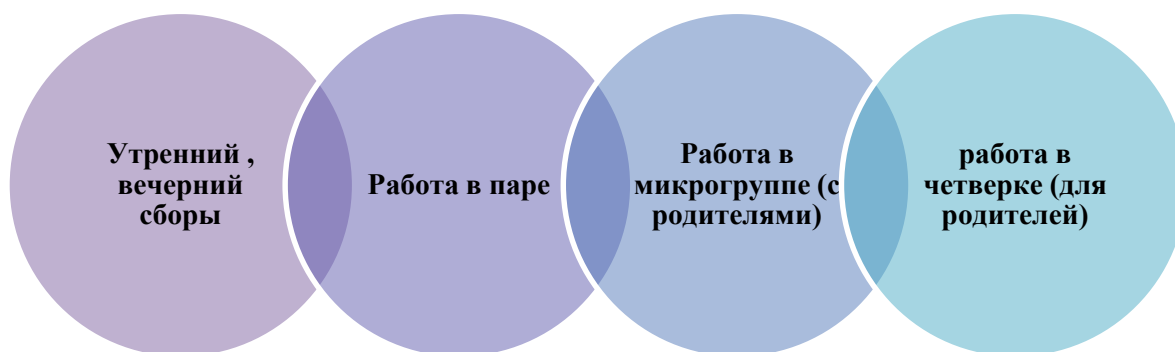 Утренний ,
вечерний
сборы
Работа в паре
Работа в
микрогруппе (с
родителями)
работа в
четверке (для
родителей)